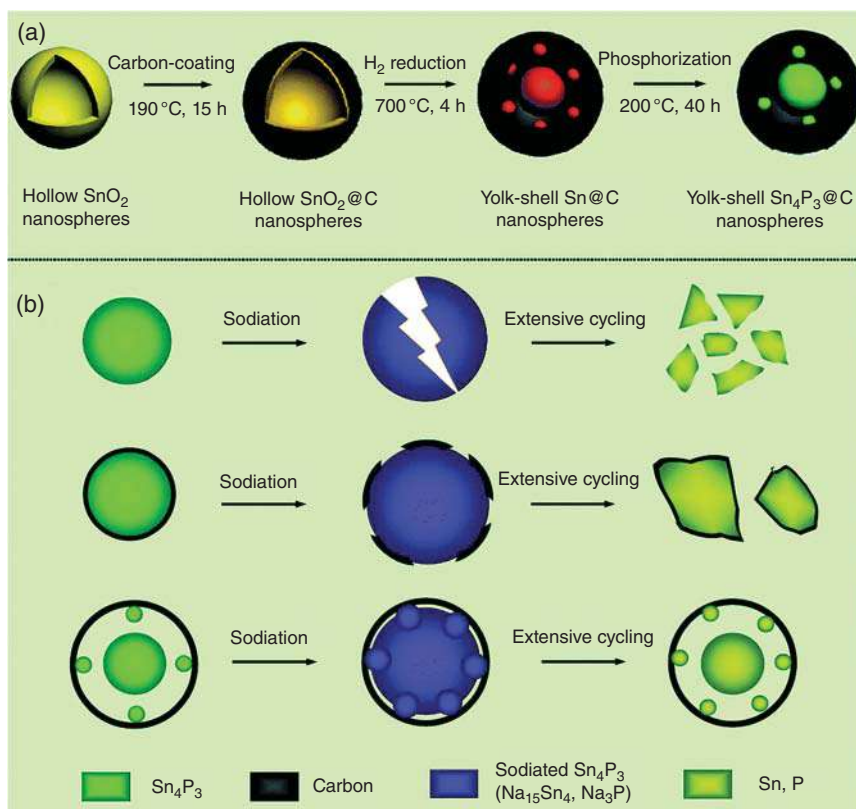 (a)
Carbon-coating
190 °C, 15 h
H₂ reduction
700 °C, 4 h
Phosphorization
200 °C, 40 h
Hollow SnO₂
nanospheres
Hollow SnO₂@C
nanospheres
Yolk-shell Sn@C
nanospheres
Yolk-shell Sn₄P₃@C
nanospheres
(b)
Sodiation
Extensive cycling
Sodiation
Extensive cycling
Sodiation
Extensive cycling
Sn₄P₃
Carbon
Sodiated Sn₄P₃
(Na₁₅Sn₄, Na₃P)
Sn, P